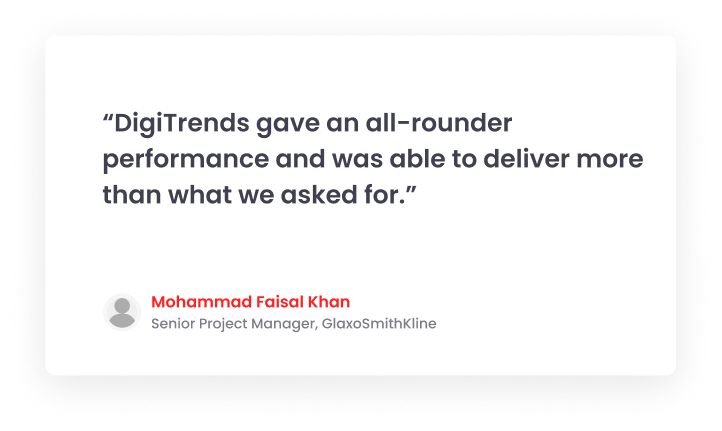 “DigiTrends gave an all-rounder
performance and was able to deliver more
than what we asked for.”
Mohammad Faisal Khan
Senior Project Manager, GlaxoSmithKline